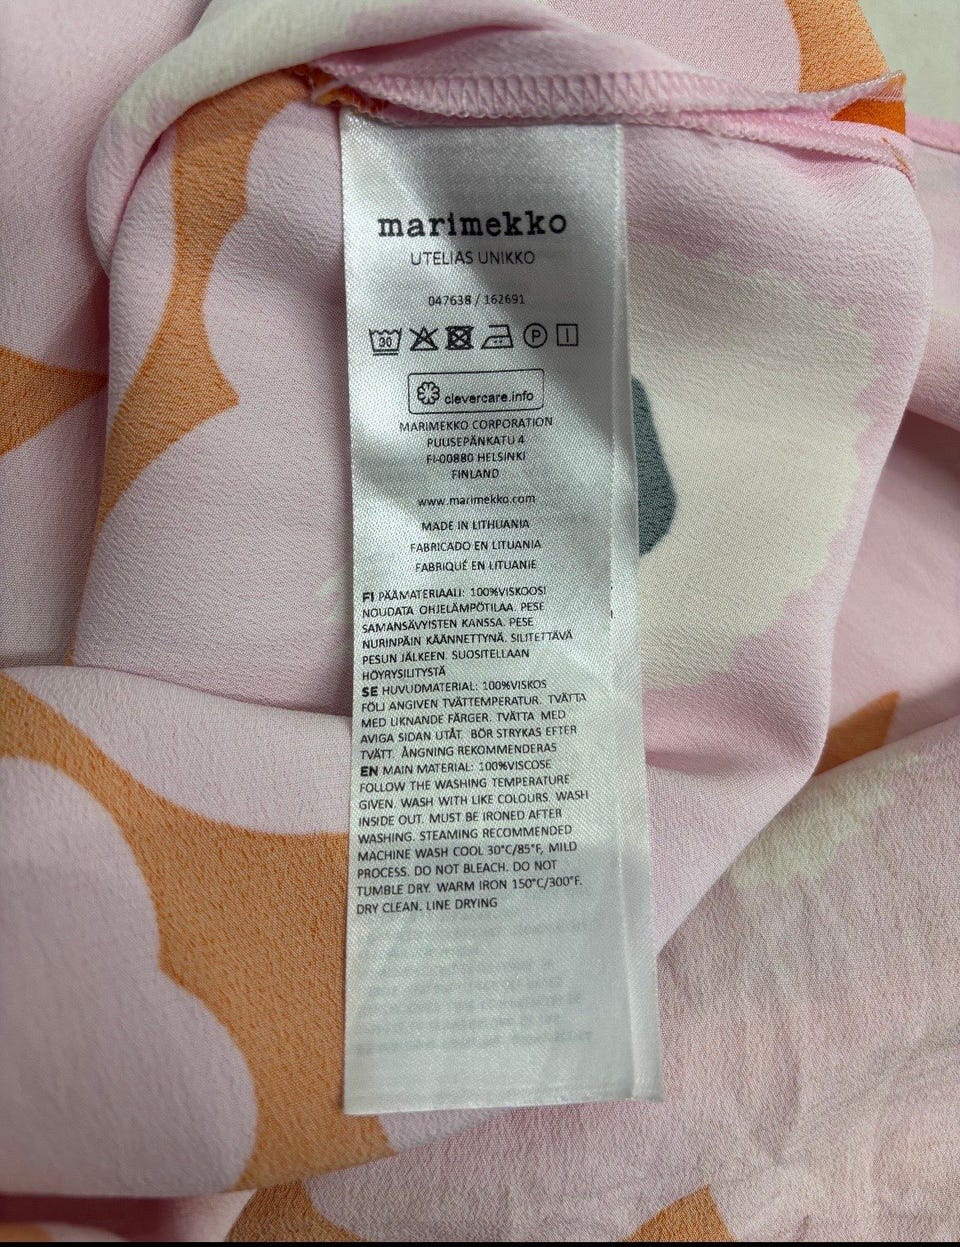 marimekko
UTELIAS UNIKKO
047638 / 162691
30 P
clevercare.info
MARIMEKKO CORPORATION
PUUSEPÄNKATU 4
FI-00880 HELSINKI
FINLAND
www.marimekko.com
MADE IN LITHUANIA
FABRICADO EN LITUANIA
FABRIQUÉ EN LITUANIE
FI PÄÄMATERIAALI: 100%VISKOOSI
NOUDATA OHJELÄMPÖTILAA. PESE
SAMANSÄVYISTEN KANSSA. PESE
NURINPÄIN KÄÄNNETTYNÄ. SILITETTÄVÄ
PESUN JÄLKEEN. SUOSITELLAAN
HÖYRYSILITYSTÄ
SE HUVUDMATERIAL: 100%VISKOS
FÖLJ ANGIVEN TVÄTTEMPERATUR. TVÄTTA
MED LIKNANDE FÄRGER. TVÄTTA MED
AVIGA SIDAN UTÅT. BÖR STRYKAS EFTER
TVÄTT. ÅNGNING REKOMMENDERAS
EN MAIN MATERIAL: 100%VISCOSE
FOLLOW THE WASHING TEMPERATURE
GIVEN. WASH WITH LIKE COLOURS. WASH
INSIDE OUT. MUST BE IRONED AFTER
WASHING. STEAMING RECOMMENDED
MACHINE WASH COOL 30°C/85°F, MILD
PROCESS. DO NOT BLEACH. DO NOT
TUMBLE DRY. WARM IRON 150°C/300°F.
DRY CLEAN. LINE DRYING